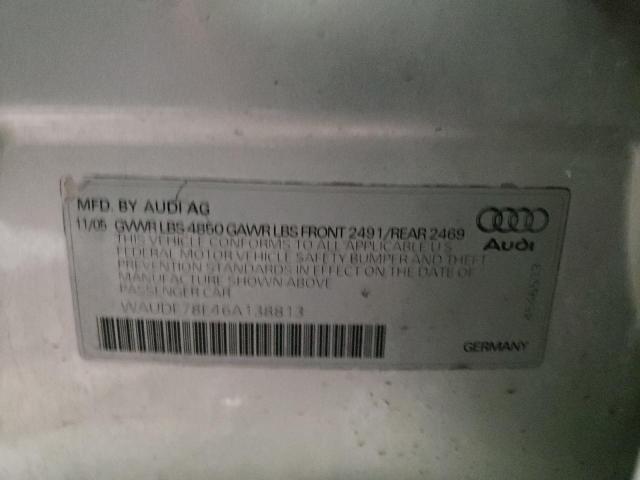 MFD. BY AUDI AG
11/05 GVWR LBS 4850 GAWR LBS FRONT 2491/REAR 2469
THIS VEHICLE CONFORMS TO ALL APPLICABLE U.S.
FEDERAL MOTOR VEHICLE SAFETY BUMPER AND THEFT
PREVENTION STANDARDS IN EFFECT ON THE DATE OF
MANUFACTURE SHOWN ABOVE
PASSENGER CAR
WAUDF78E46A138813
Audi
GERMANY